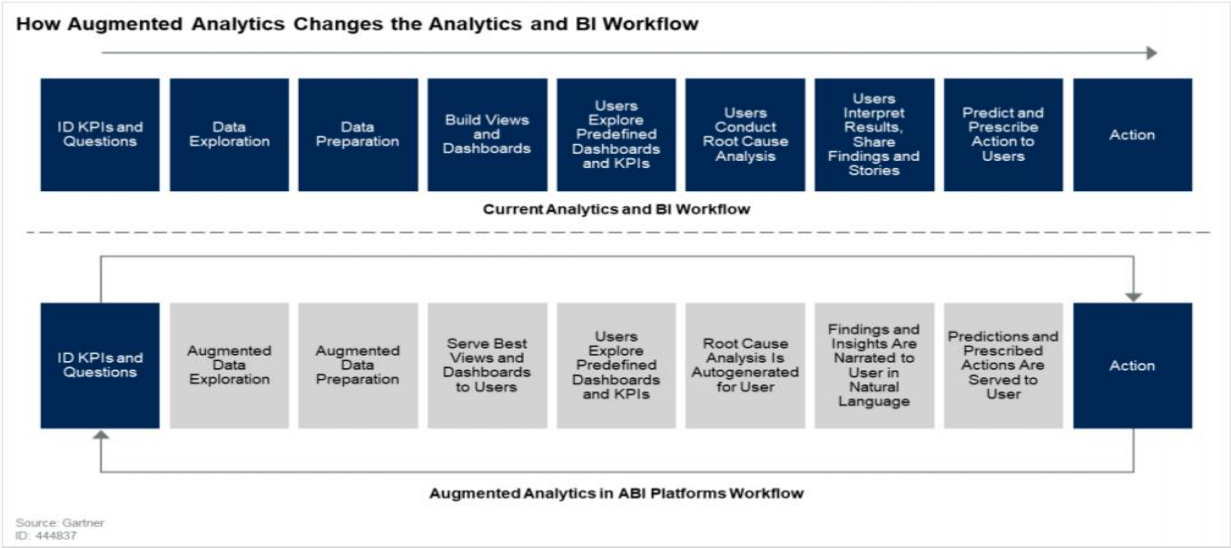 How Augmented Analytics Changes the Analytics and BI Workflow
ID KPIs and
Questions
Data
Exploration
Data
Preparation
Build Views
and
Dashboards
Users
Explore
Predefined
Dashboards
and KPIs
Users
Conduct
Root Cause
Analysis
Users
Interpret
Results,
Share
Findings and
Stories
Predict and
Prescribe
Action to
Users
Action
Current Analytics and BI Workflow
ID KPIs and
Questions
Augmented
Data
Exploration
Augmented
Data
Preparation
Serve Best
Views and
Dashboards
to Users
Users
Explore
Predefined
Dashboards
and KPIs
Root Cause
Analysis Is
Autogenerated
for User
Findings and
Insights Are
Narrated to
User in
Natural
Language
Predictions and
Prescribed
Actions Are
Served to
User
Action
Augmented Analytics in ABI Platforms Workflow
Source: Gartner
ID: 444837